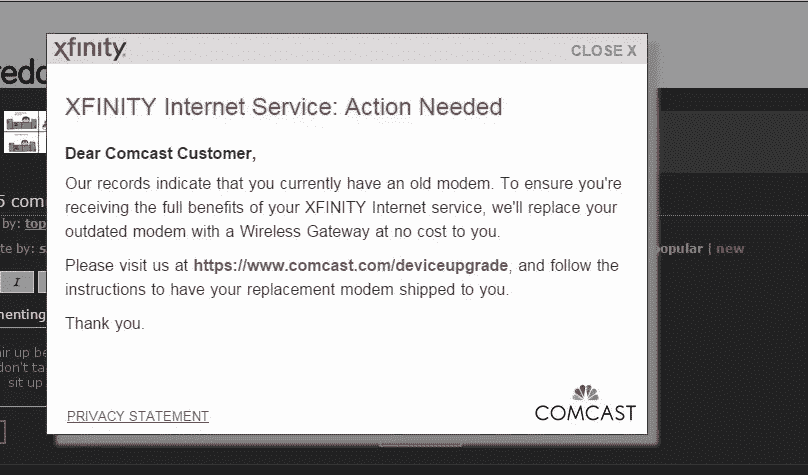 xfinity
CLOSE X
XFINITY Internet Service: Action Needed
Dear Comcast Customer,
Our records indicate that you currently have an old modem. To ensure you're
receiving the full benefits of your XFINITY Internet service, we'll replace your
outdated modem with a Wireless Gateway at no cost to you.
Please visit us at https://www.comcast.com/deviceupgrade, and follow the
instructions to have your replacement modem shipped to you.
Thank you.
PRIVACY STATEMENT
COMCAST
5 com
by: top
te by: s
opular | new
I
menting
air up be
don't ta
sit up